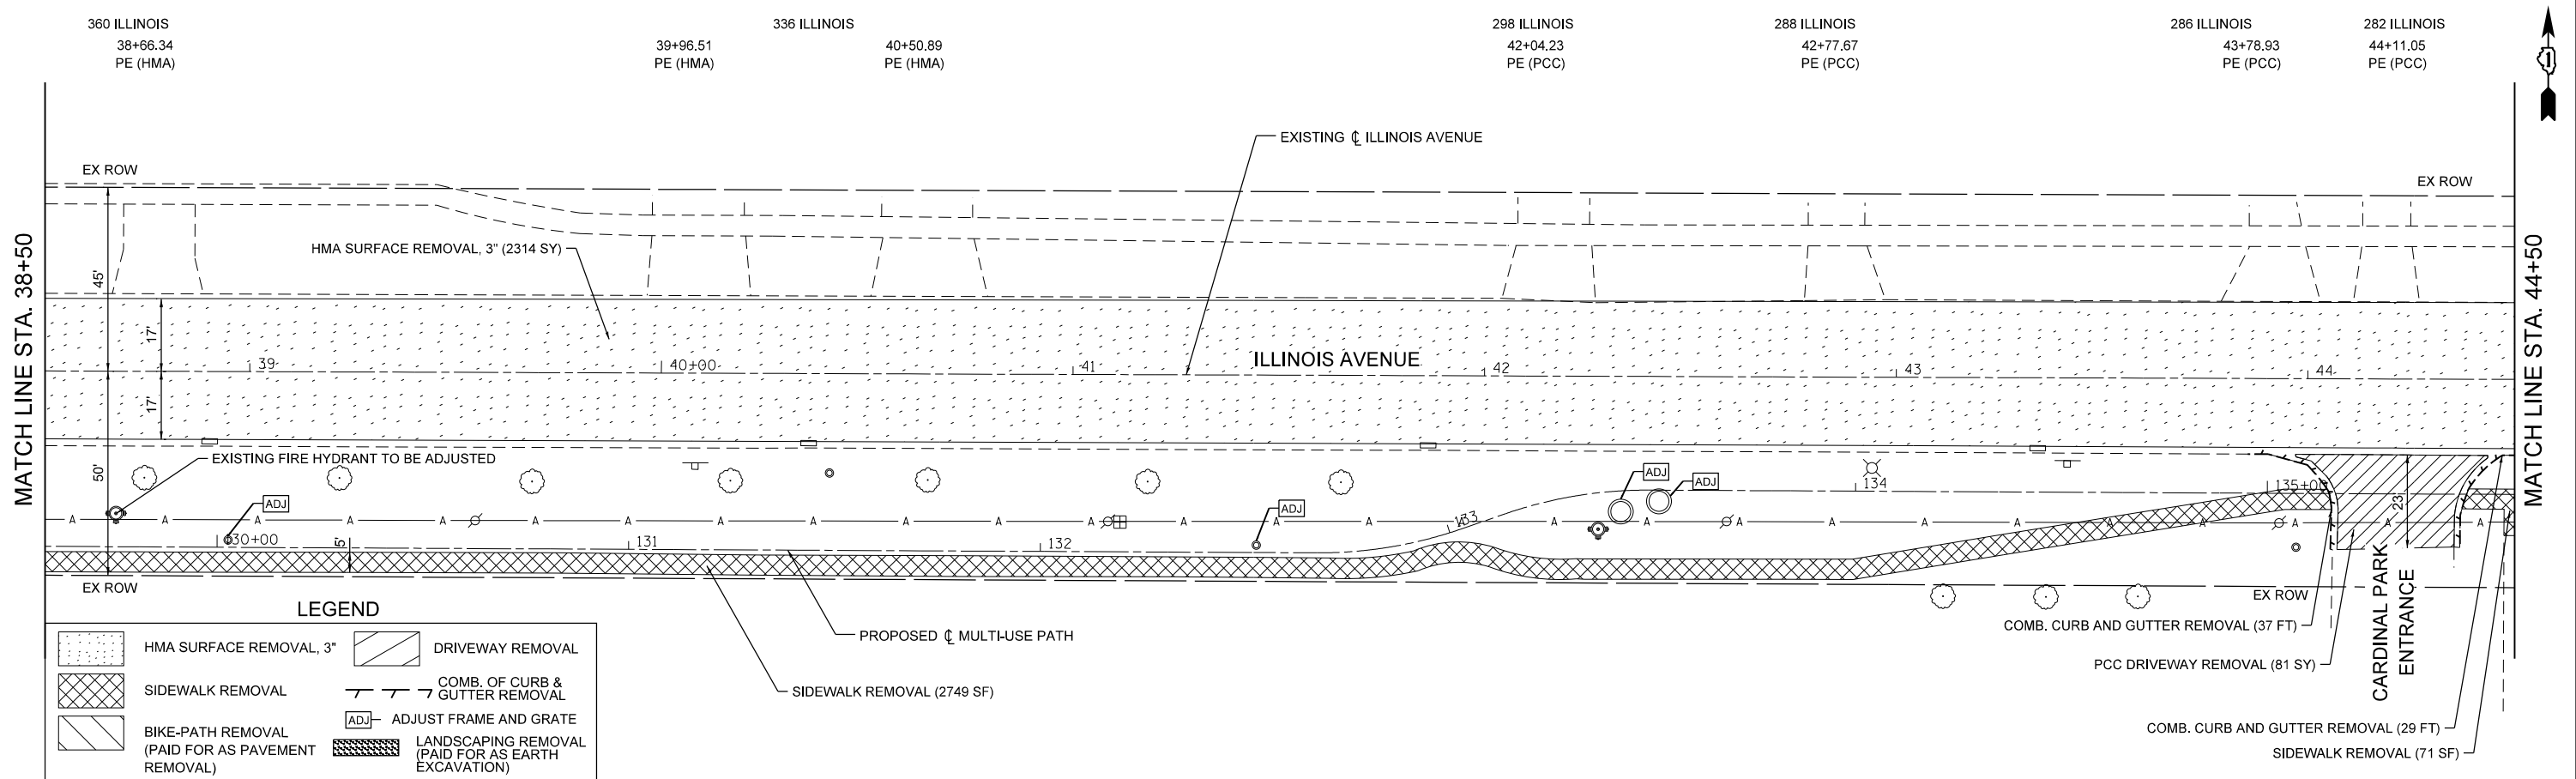 360 ILLINOIS
336 ILLINOIS
298 ILLINOIS
288 ILLINOIS
286 ILLINOIS
282 ILLINOIS
38+66.34
PE (HMA)
39+96.51
PE (HMA)
40+50.89
PE (HMA)
42+04.23
PE (PCC)
42+77.67
PE (PCC)
43+78.93
PE (PCC)
44+11.05
PE (PCC)
1
EXISTING ℄ ILLINOIS AVENUE
EX ROW
EX ROW
HMA SURFACE REMOVAL, 3" (2314 SY)
MATCH LINE STA. 38+50
MATCH LINE STA. 44+50
45'
17'
17'
50'
39
40+00
41
ILLINOIS AVENUE
42
43
44
EXISTING FIRE HYDRANT TO BE ADJUSTED
ADJ
ADJ
ADJ
ADJ
A A A A A A A A A A A A A A A A A A A A A A A A A A A
130+00
5'
131
132
133
134
135+00
23'
EX ROW
EX ROW
PROPOSED ℄ MULTI-USE PATH
SIDEWALK REMOVAL (2749 SF)
COMB. CURB AND GUTTER REMOVAL (37 FT)
PCC DRIVEWAY REMOVAL (81 SY)
CARDINAL PARK
ENTRANCE
COMB. CURB AND GUTTER REMOVAL (29 FT)
SIDEWALK REMOVAL (71 SF)
LEGEND
HMA SURFACE REMOVAL, 3"
DRIVEWAY REMOVAL
SIDEWALK REMOVAL
COMB. OF CURB &
GUTTER REMOVAL
BIKE-PATH REMOVAL
(PAID FOR AS PAVEMENT
REMOVAL)
ADJ
ADJUST FRAME AND GRATE
LANDSCAPING REMOVAL
(PAID FOR AS EARTH
EXCAVATION)